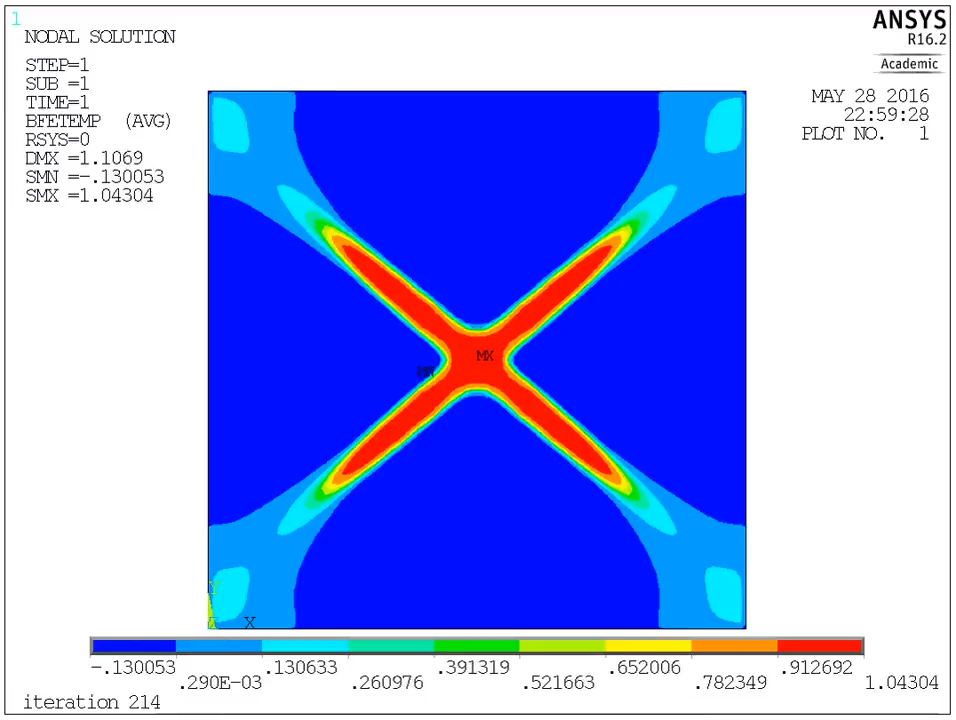 1
NODAL SOLUTION
STEP=1
SUB =1
TIME=1
BFETEMP (AVG)
RSYS=0
DMX =1.1069
SMN =-.130053
SMX =1.04304
ANSYS
R16.2
Academic
MAY 28 2016
22:59:28
PLOT NO. 1
MX
MN
Y
Z X
-.130053 .130633 .391319 .652006 .912692
.290E-03 .260976 .521663 .782349 1.04304
iteration 214